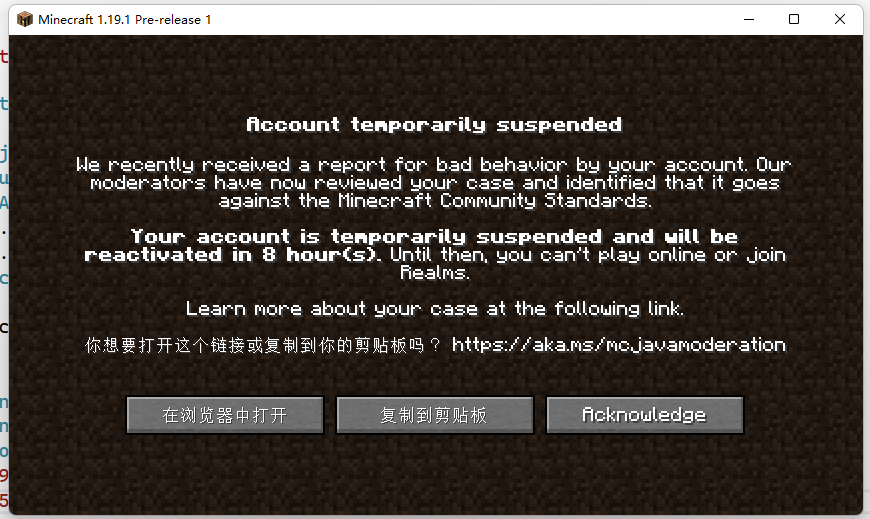 Minecraft 1.19.1 Pre-release 1
Account temporarily suspended
We recently received a report for bad behavior by your account. Our
moderators have now reviewed your case and identified that it goes
against the Minecraft Community Standards.
Your account is temporarily suspended and will be
reactivated in 8 hour(s). Until then, you can't play online or join
Realms.
Learn more about your case at the following link.
你想要打开这个链接或复制到你的剪贴板吗？ https://aka.ms/mcjavamoderation
在浏览器中打开
复制到剪贴板
Acknowledge